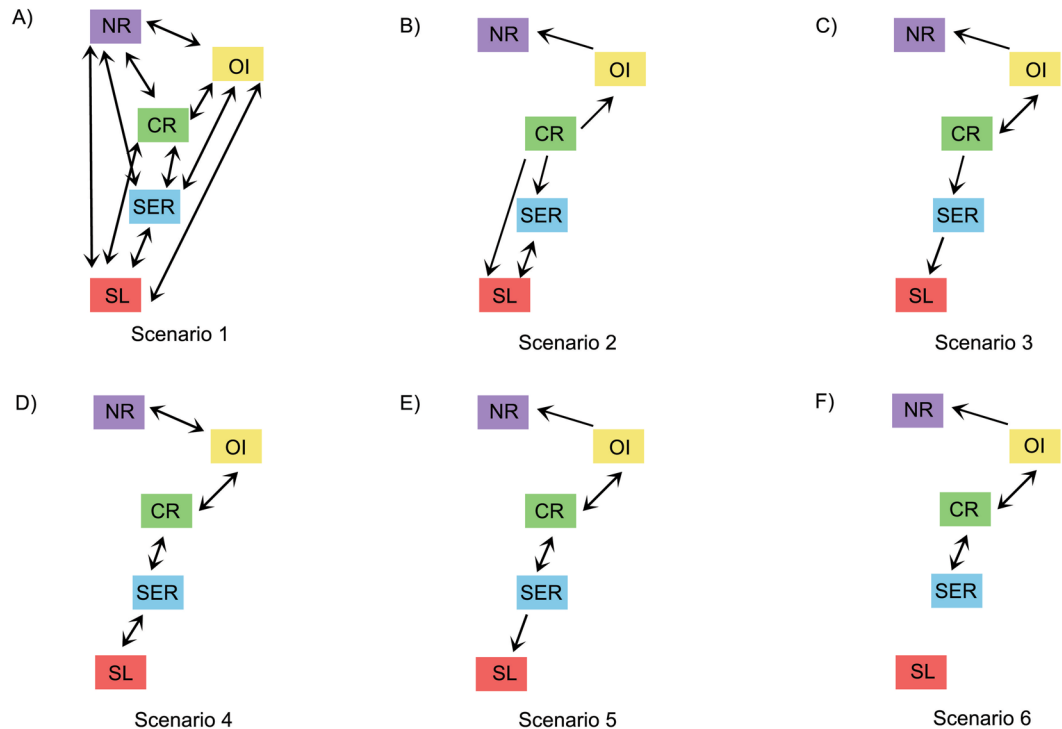 A)
NR
OI
CR
SER
SL
Scenario 1
B)
NR
OI
CR
SER
SL
Scenario 2
C)
NR
OI
CR
SER
SL
Scenario 3
D)
NR
OI
CR
SER
SL
Scenario 4
E)
NR
OI
CR
SER
SL
Scenario 5
F)
NR
OI
CR
SER
SL
Scenario 6